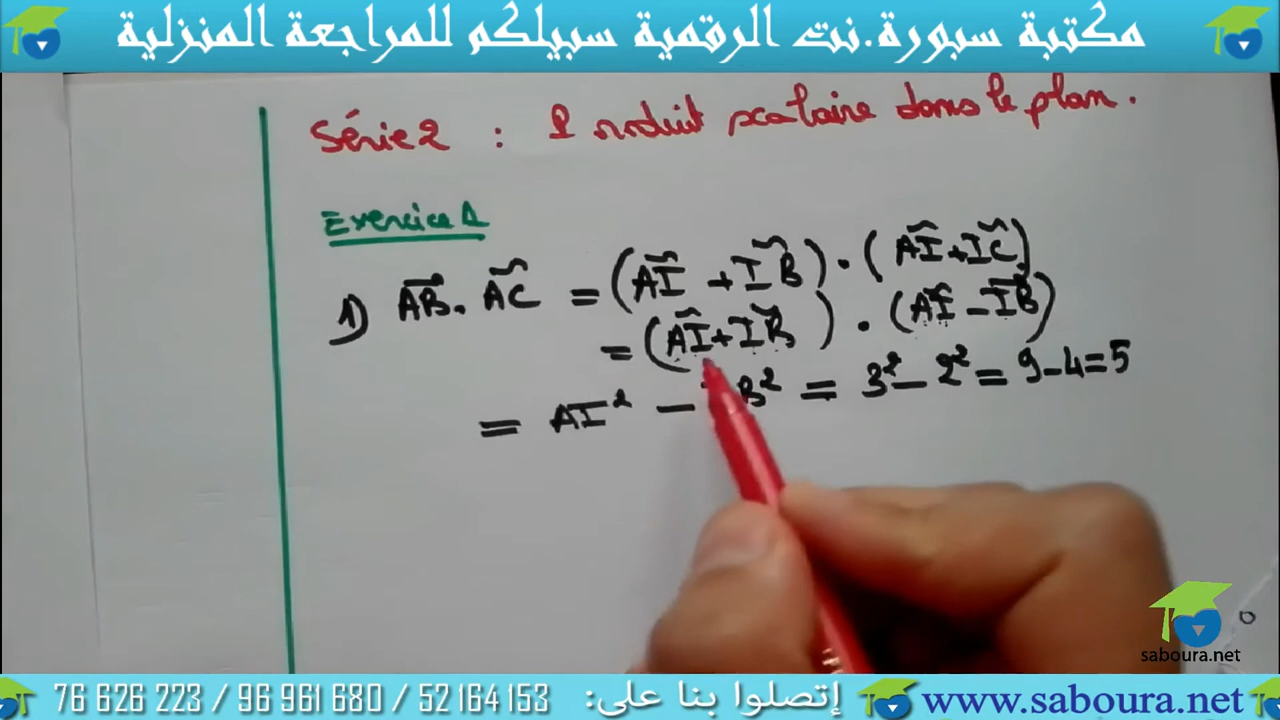 مكتبة سبورة.نت الرقمية سبيلكم للمراجعة المنزلية
Série 2 : Produit scalaire dans le plan.
Exercice 1
1) AB⃗ . AC⃗ = (AI⃗ + IB⃗) . (AI⃗ + IC⃗)
= (AI⃗ + IB⃗) . (AI⃗ - IB⃗)
= AI² - B² = 3² - 2² = 9 - 4 = 5
saboura.net
76 626 223 / 96 961 680 / 52 164 153 إتصلوا بنا على: www.saboura.net